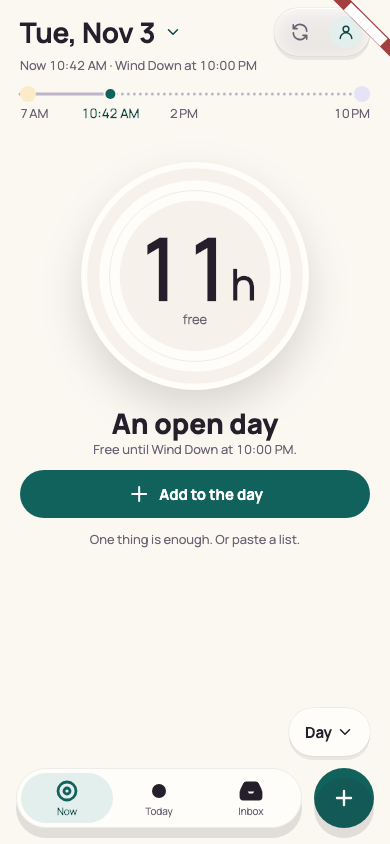 Tue, Nov 3
Now 10:42 AM · Wind Down at 10:00 PM
7 AM 10:42 AM 2 PM 10 PM
11h
free
An open day
Free until Wind Down at 10:00 PM.
Add to the day
One thing is enough. Or paste a list.
Day
Now Today Inbox